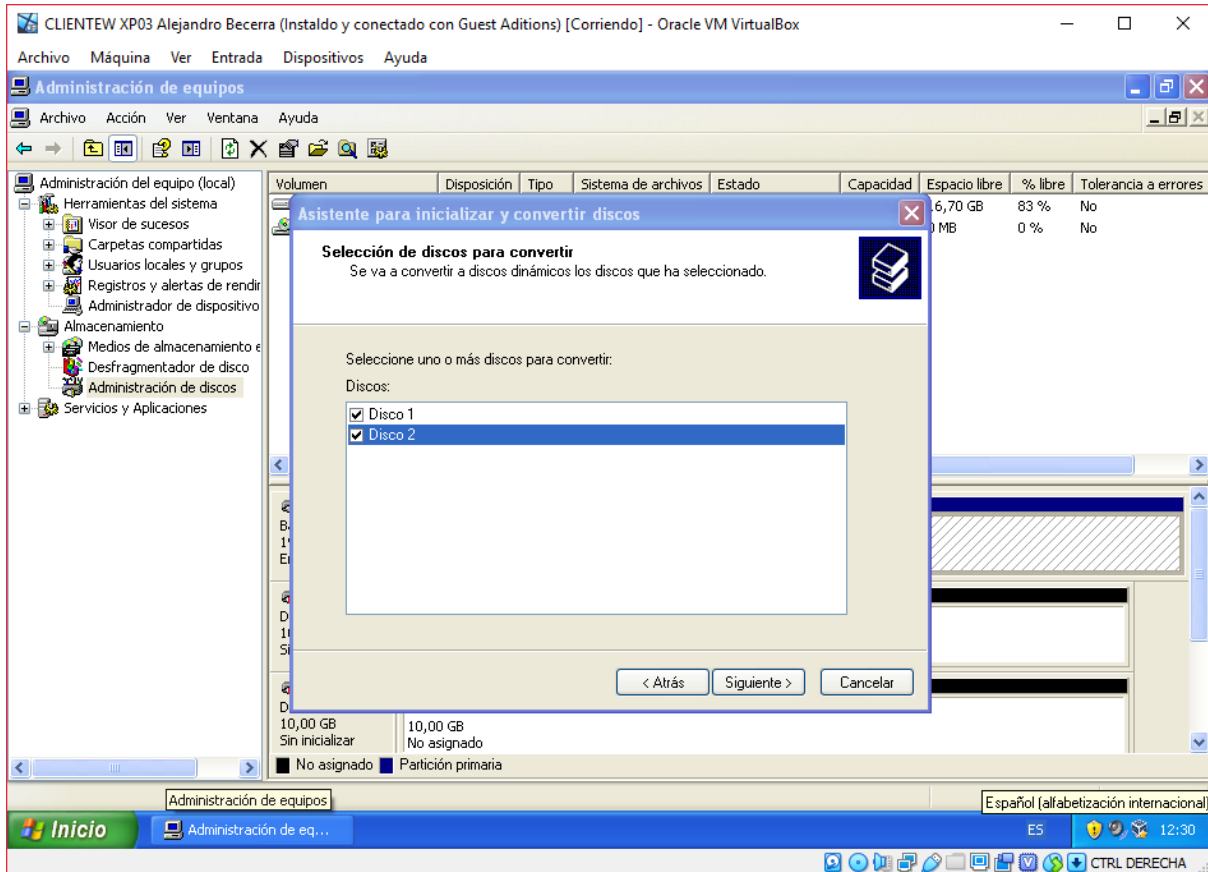 CLIENTEW XP03 Alejandro Becerra (Instaldo y conectado con Guest Aditions) [Corriendo] - Oracle VM VirtualBox
Archivo Máquina Ver Entrada Dispositivos Ayuda
Administración de equipos
Archivo Acción Ver Ventana Ayuda
Administración del equipo (local)
Herramientas del sistema
Visor de sucesos
Carpetas compartidas
Usuarios locales y grupos
Registros y alertas de rendir
Administrador de dispositivo
Almacenamiento
Medios de almacenamiento e
Desfragmentador de disco
Administración de discos
Servicios y Aplicaciones
Volumen Disposición Tipo Sistema de archivos Estado Capacidad Espacio libre % libre Tolerancia a errores
6,70 GB 83 % No
MB 0 % No
Asistente para inicializar y convertir discos
Selección de discos para convertir
Se va a convertir a discos dinámicos los discos que ha seleccionado.
Seleccione uno o más discos para convertir:
Discos:
Disco 1
Disco 2
< Atrás Siguiente > Cancelar
10,00 GB
Sin inicializar
10,00 GB
No asignado
No asignado Partición primaria
Administración de equipos
Español (alfabetización internacional)
Inicio Administración de eq... ES 12:30
CTRL DERECHA